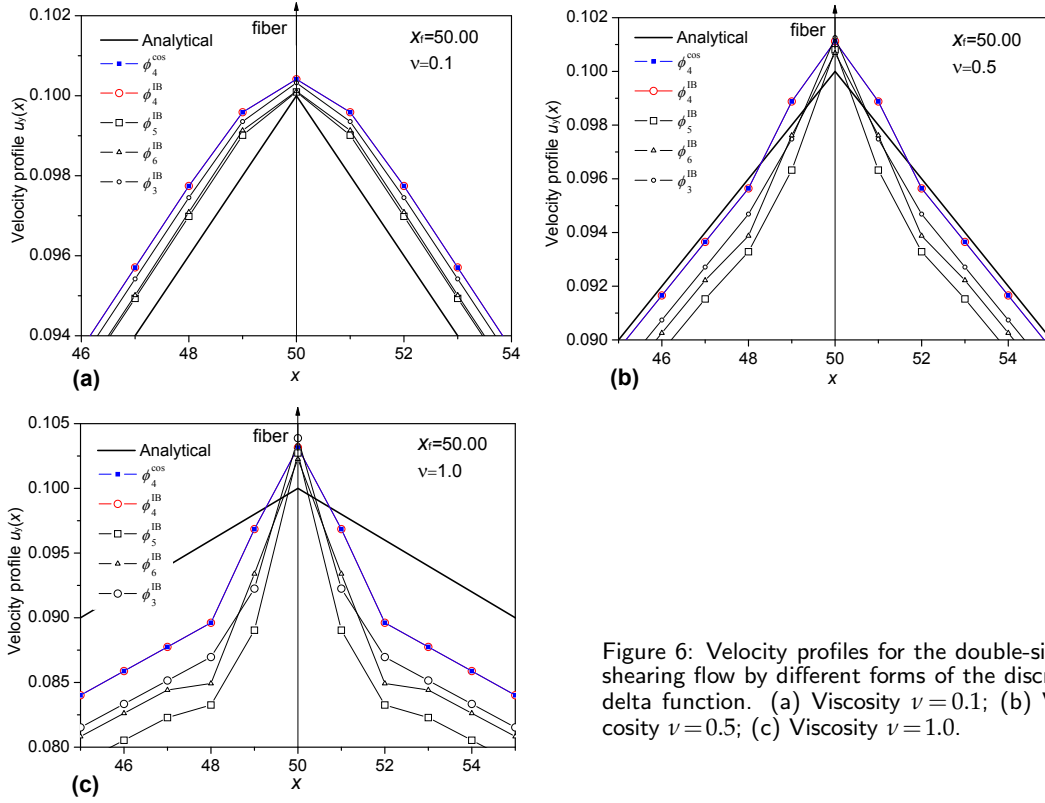 0.102
0.100
0.098
0.096
0.094
Velocity profile u_y(x)
Analytical
ϕ_4^cos
ϕ_4^IB
ϕ_5^IB
ϕ_6^IB
ϕ_3^IB
fiber
x_f=50.00
ν=0.1
46 48 50 52 54
x
(a)
0.102
0.100
0.098
0.096
0.094
0.092
0.090
Velocity profile u_y(x)
Analytical
ϕ_4^cos
ϕ_4^IB
ϕ_5^IB
ϕ_6^IB
ϕ_3^IB
fiber
x_f=50.00
ν=0.5
46 48 50 52 54
x
(b)
0.105
0.100
0.095
0.090
0.085
0.080
Velocity profile u_y(x)
Analytical
ϕ_4^cos
ϕ_4^IB
ϕ_5^IB
ϕ_6^IB
ϕ_3^IB
fiber
x_f=50.00
ν=1.0
46 48 50 52 54
x
(c)
Figure 6: Velocity profiles for the double-si
shearing flow by different forms of the discr
delta function. (a) Viscosity ν=0.1; (b) V
cosity ν=0.5; (c) Viscosity ν=1.0.